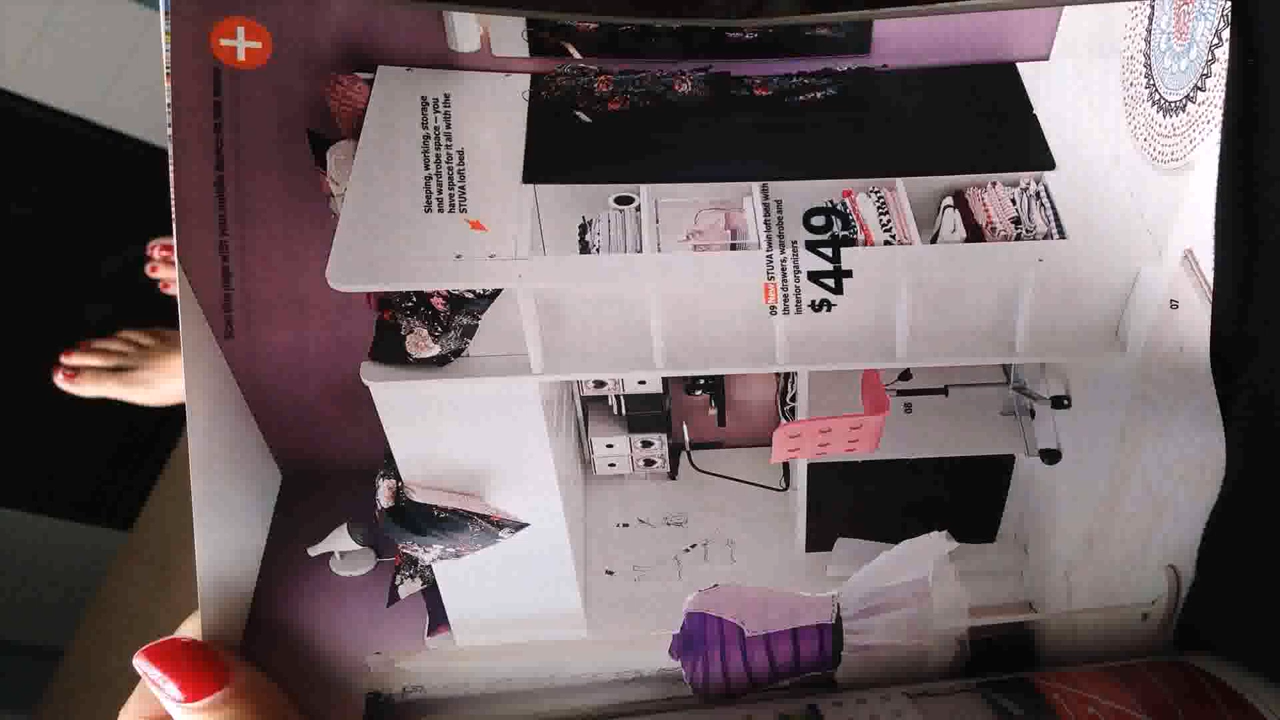 Sleeping, working, storage
and wardrobe space – you
have space for it all with the
STUVA loft bed.
09 New STUVA twin loft bed with
three drawers, wardrobe and
interior organizers
$449
08
07